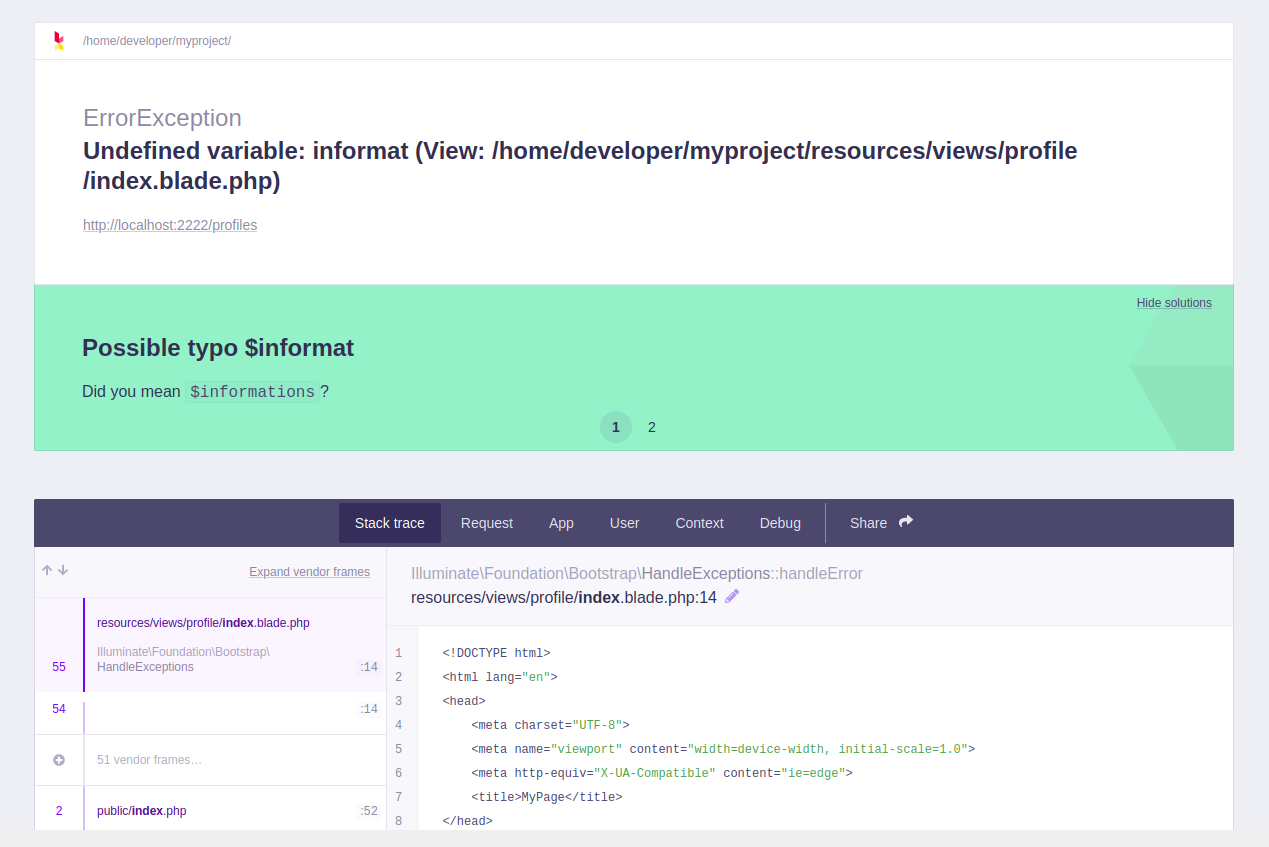 /home/developer/myproject/
ErrorException
Undefined variable: informat (View: /home/developer/myproject/resources/views/profile
/index.blade.php)
http://localhost:2222/profiles
Hide solutions
Possible typo $informat
Did you mean $informations?
1 2
Stack trace Request App User Context Debug Share
Expand vendor frames
resources/views/profile/index.blade.php
Illuminate\Foundation\Bootstrap\
55 HandleExceptions :14
54 :14
51 vendor frames…
2 public/index.php :52
Illuminate\Foundation\Bootstrap\HandleExceptions::handleError
resources/views/profile/index.blade.php:14
1 <!DOCTYPE html>
2 <html lang="en">
3 <head>
4     <meta charset="UTF-8">
5     <meta name="viewport" content="width=device-width, initial-scale=1.0">
6     <meta http-equiv="X-UA-Compatible" content="ie=edge">
7     <title>MyPage</title>
8 </head>